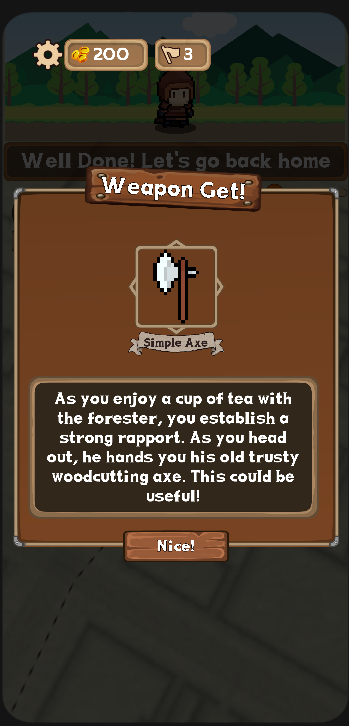 200
3
Well Done! Let's go back home
Weapon Get!
Simple Axe
As you enjoy a cup of tea with
the forester, you establish a
strong rapport. As you head
out, he hands you his old trusty
woodcutting axe. This could be
useful!
Nice!